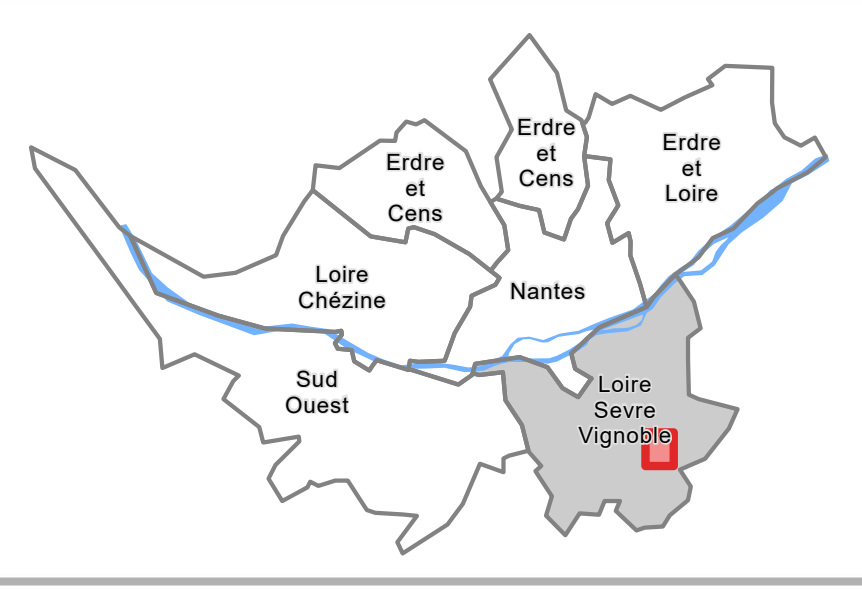 Erdre
et
Cens
Erdre
et
Loire
Erdre
et
Cens
Loire
Chézine
Nantes
Sud
Ouest
Loire
Sevre
Vignoble